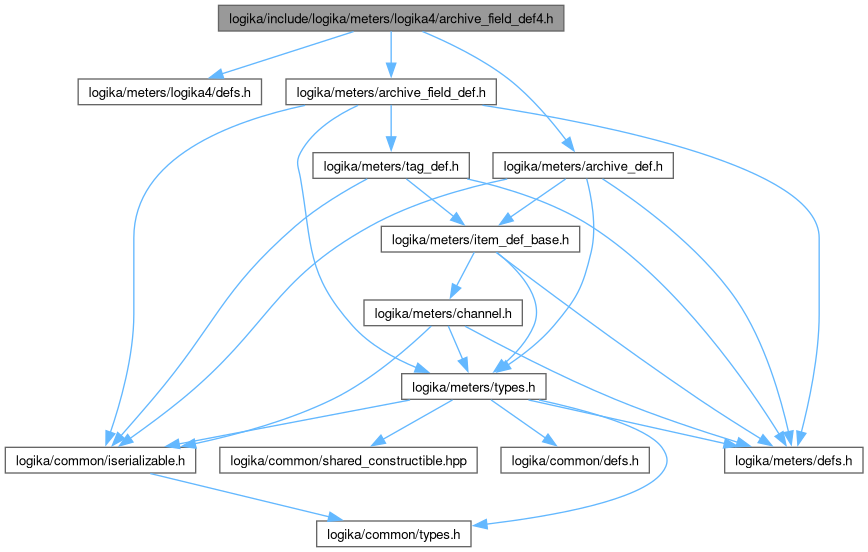 logika/include/logika/meters/logika4/archive_field_def4.h
logika/meters/logika4/defs.h
logika/meters/archive_field_def.h
logika/meters/tag_def.h
logika/meters/archive_def.h
logika/meters/item_def_base.h
logika/meters/channel.h
logika/meters/types.h
logika/common/iserializable.h
logika/common/shared_constructible.hpp
logika/common/defs.h
logika/meters/defs.h
logika/common/types.h